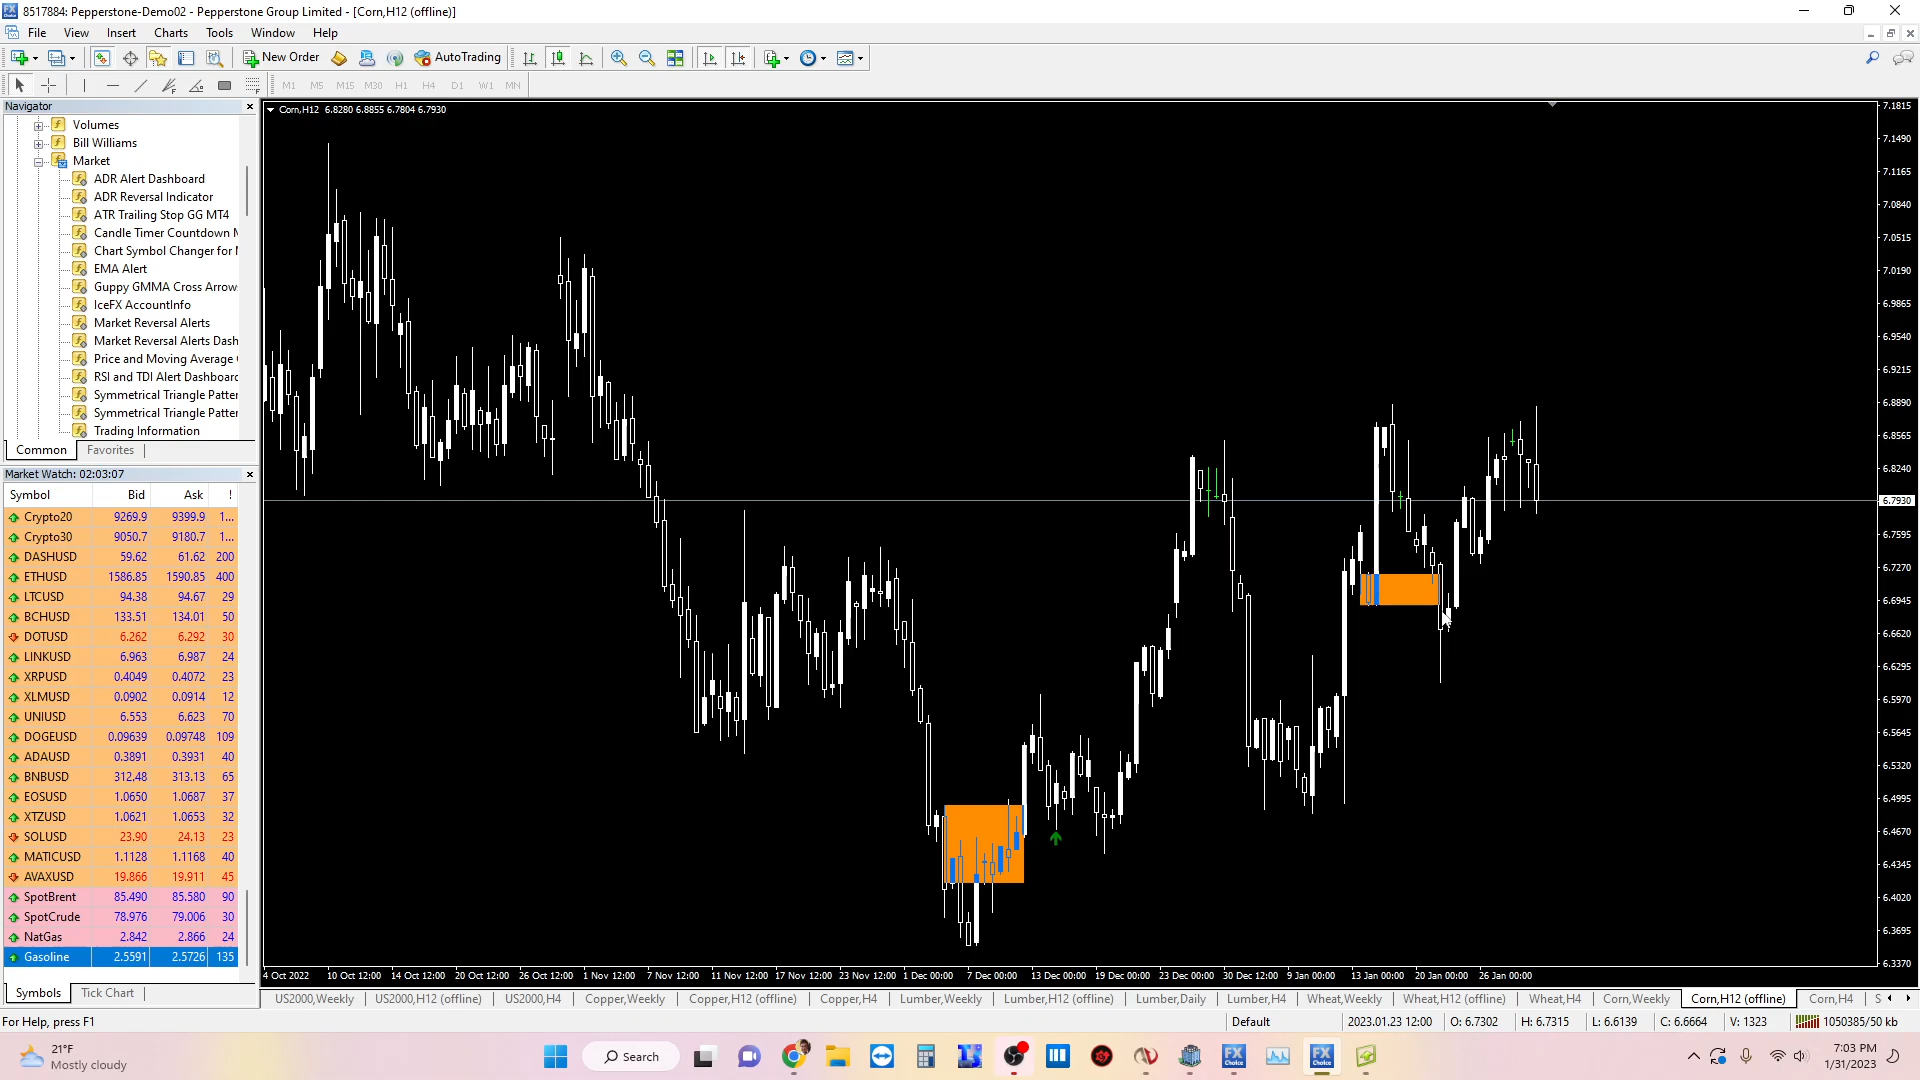 8517884: Pepperstone-Demo02 - Pepperstone Group Limited - [Corn,H12 (offline)]
File View Insert Charts Tools Window Help
New Order AutoTrading
M1 M5 M15 M30 H1 H4 D1 W1 MN
Navigator
Volumes
Bill Williams
Market
ADR Alert Dashboard
ADR Reversal Indicator
ATR Trailing Stop GG MT4
Candle Timer Countdown M
Chart Symbol Changer for M
EMA Alert
Guppy GMMA Cross Arrow
IceFX AccountInfo
Market Reversal Alerts
Market Reversal Alerts Dash
Price and Moving Average
RSI and TDI Alert Dashboard
Symmetrical Triangle Patter
Symmetrical Triangle Patter
Trading Information
Common Favorites
Market Watch: 02:03:07
Symbol Bid Ask !
Crypto20 9269.9 9399.9 1...
Crypto30 9050.7 9180.7 1...
DASHUSD 59.62 61.62 200
ETHUSD 1586.85 1590.85 400
LTCUSD 94.38 94.67 29
BCHUSD 133.51 134.01 50
DOTUSD 6.262 6.292 30
LINKUSD 6.963 6.987 24
XRPUSD 0.4049 0.4072 23
XLMUSD 0.0902 0.0914 12
UNIUSD 6.553 6.623 70
DOGEUSD 0.09639 0.09748 109
ADAUSD 0.3891 0.3931 40
BNBUSD 312.48 313.13 65
EOSUSD 1.0650 1.0687 37
XTZUSD 1.0621 1.0653 32
SOLUSD 23.90 24.13 23
MATICUSD 1.1128 1.1168 40
AVAXUSD 19.866 19.911 45
SpotBrent 85.490 85.580 90
SpotCrude 78.976 79.006 30
NatGas 2.842 2.866 24
Gasoline 2.5591 2.5726 135
Symbols Tick Chart
Corn,H12 6.8280 6.8855 6.7804 6.7930
7.1815
7.1490
7.1165
7.0840
7.0515
7.0190
6.9865
6.9540
6.9215
6.8890
6.8565
6.8240
6.7930
6.7595
6.7270
6.6945
6.6620
6.6295
6.5970
6.5645
6.5320
6.4995
6.4670
6.4345
6.4020
6.3695
6.3370
4 Oct 2022 10 Oct 12:00 14 Oct 12:00 20 Oct 12:00 26 Oct 12:00 1 Nov 12:00 7 Nov 12:00 11 Nov 12:00 17 Nov 12:00 23 Nov 12:00 1 Dec 00:00 7 Dec 00:00 13 Dec 00:00 19 Dec 00:00 23 Dec 00:00 30 Dec 12:00 9 Jan 00:00 13 Jan 00:00 20 Jan 00:00 26 Jan 00:00
US2000,Weekly US2000,H12 (offline) US2000,H4 Copper,Weekly Copper,H12 (offline) Copper,H4 Lumber,Weekly Lumber,H12 (offline) Lumber,Daily Lumber,H4 Wheat,Weekly Wheat,H12 (offline) Wheat,H4 Corn,Weekly Corn,H12 (offline) Corn,H4 S
For Help, press F1 Default 2023.01.23 12:00 O: 6.7302 H: 6.7315 L: 6.6139 C: 6.6664 V: 1323 1050385/50 kb
21°F
Mostly cloudy
Search
FX Choice
FX Choice
7:03 PM
1/31/2023